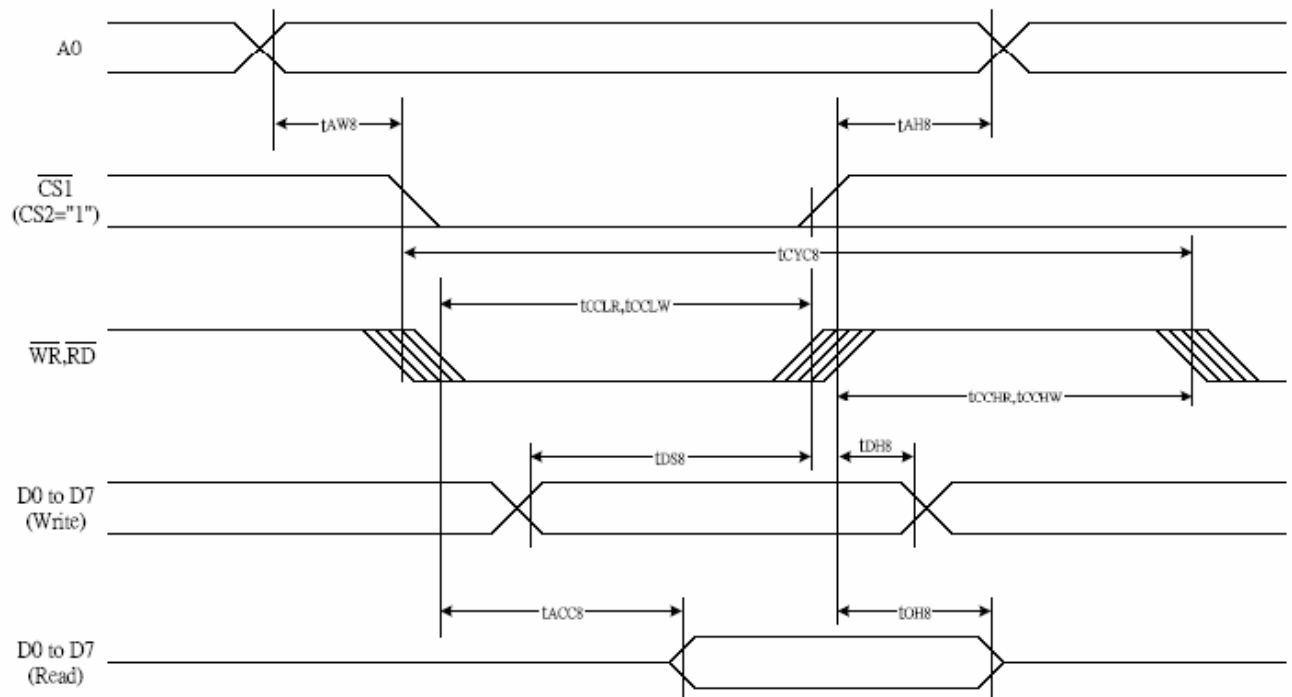 A0
tAW8
tAH8
CS1
(CS2="1")
tCYC8
tCCLR,tCCLW
WR,RD
tCCHR,tCCHW
tDS8
tDH8
D0 to D7
(Write)
tACC8
tOH8
D0 to D7
(Read)